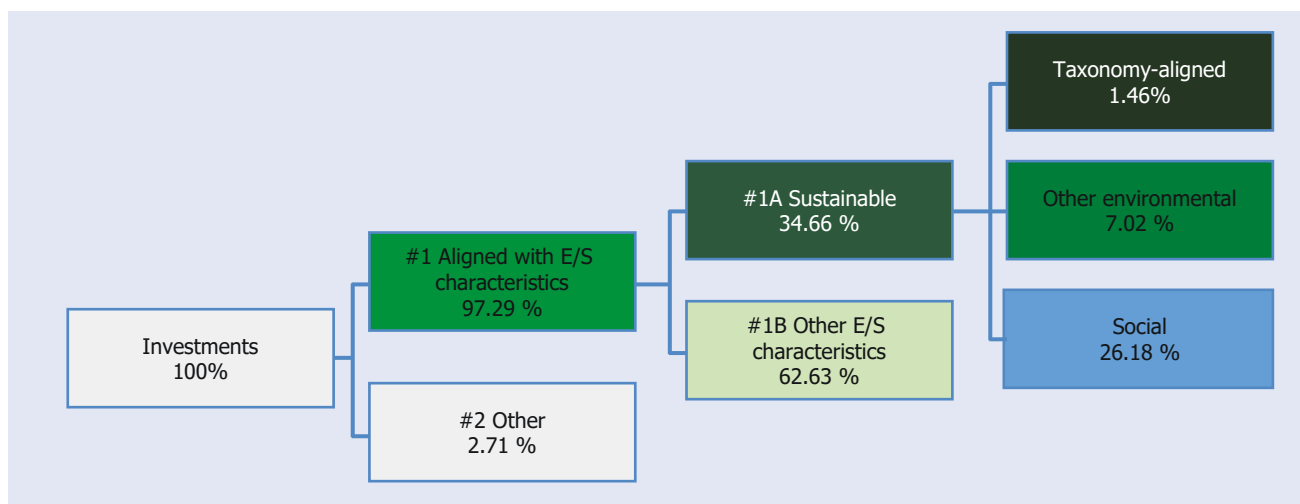 Investments
100%
#1 Aligned with E/S
characteristics
97.29 %
#2 Other
2.71 %
#1A Sustainable
34.66 %
#1B Other E/S
characteristics
62.63 %
Taxonomy-aligned
1.46%
Other environmental
7.02 %
Social
26.18 %